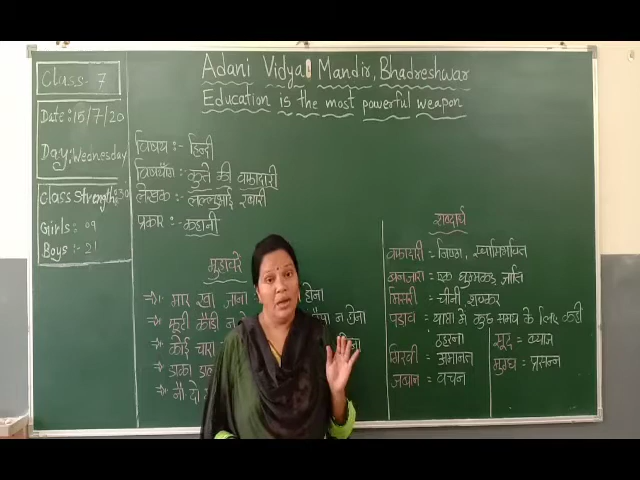 Adani Vidya Mandir, Bhadreshwar
Education is the most powerful weapon
Class- 7
Date:15/7/20
Day:Wednesday
Class Strength:30
Girls:- 09
Boys:- 21
विषय :- हिन्दी
कुत्ते की वफादारी
लेखक :- लल्लुभाई रबारी
प्रकार :- कहानी
मुहावरे
मार खा जाना
होना
फूटी कौडी न
पैसा न होना
कोई चारा
डाका डाल
नौ दो
शब्दार्थ
वफादारी = निष्ठा, स्वामिभक्ति
बनजारा = एक घुमक्कड़ जाति
मिसरी = चीनी, शक्कर
पड़ाव = यात्रा में कुछ समय के लिए कहीं
ठहरना
सूद = ब्याज
गिरवी = अमानत
मुग्ध = प्रसन्न
जबान = वचन